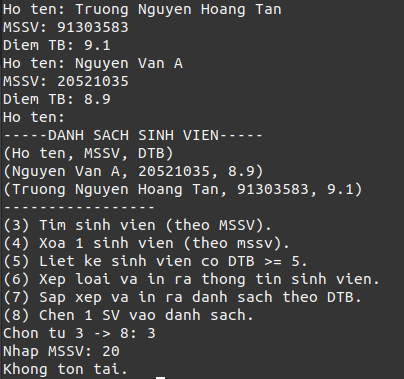 Ho ten: Truong Nguyen Hoang Tan
MSSV: 91303583
Diem TB: 9.1
Ho ten: Nguyen Van A
MSSV: 20521035
Diem TB: 8.9
Ho ten:
-----DANH SACH SINH VIEN-----
(Ho ten, MSSV, DTB)
(Nguyen Van A, 20521035, 8.9)
(Truong Nguyen Hoang Tan, 91303583, 9.1)
-----------------
(3) Tim sinh vien (theo MSSV).
(4) Xoa 1 sinh vien (theo mssv).
(5) Liet ke sinh vien co DTB >= 5.
(6) Xep loai va in ra thong tin sinh vien.
(7) Sap xep va in ra danh sach theo DTB.
(8) Chen 1 SV vao danh sach.
Chon tu 3 -> 8: 3
Nhap MSSV: 20
Khong ton tai.